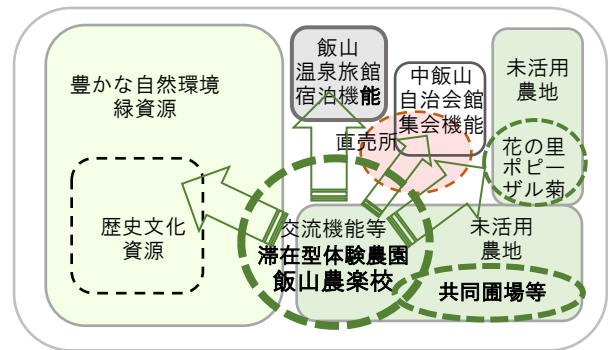 豊かな自然環境
緑資源
歴史文化
資源
飯山
温泉旅館
宿泊機能
中飯山
自治会館
集会機能
直売所
未活用
農地
花の里
ポピー
ザル菊
交流機能等
滞在型体験農園
飯山農楽校
未活用
農地
共同圃場等